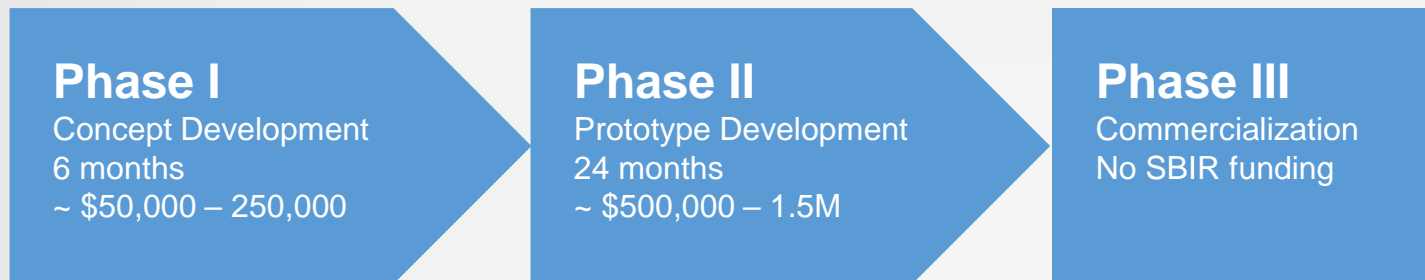 Phase I
Concept Development
6 months
~ $50,000 – 250,000
Phase II
Prototype Development
24 months
~ $500,000 – 1.5M
Phase III
Commercialization
No SBIR funding